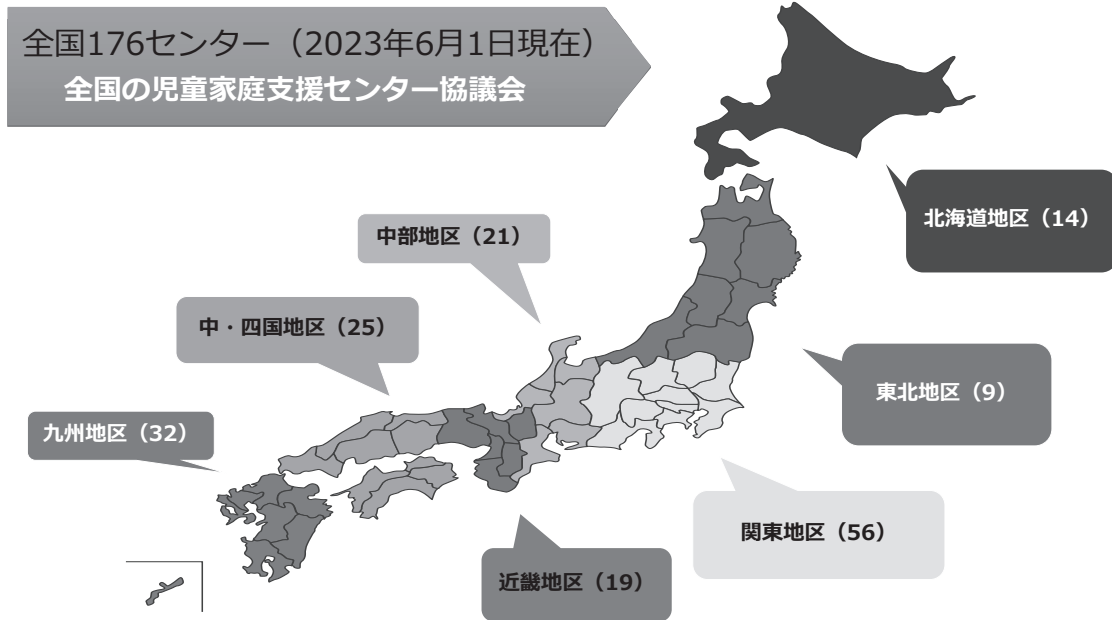 全国176センター（2023年6月1日現在）
全国の児童家庭支援センター協議会
北海道地区（14）
中部地区（21）
中・四国地区（25）
東北地区（9）
九州地区（32）
関東地区（56）
近畿地区（19）